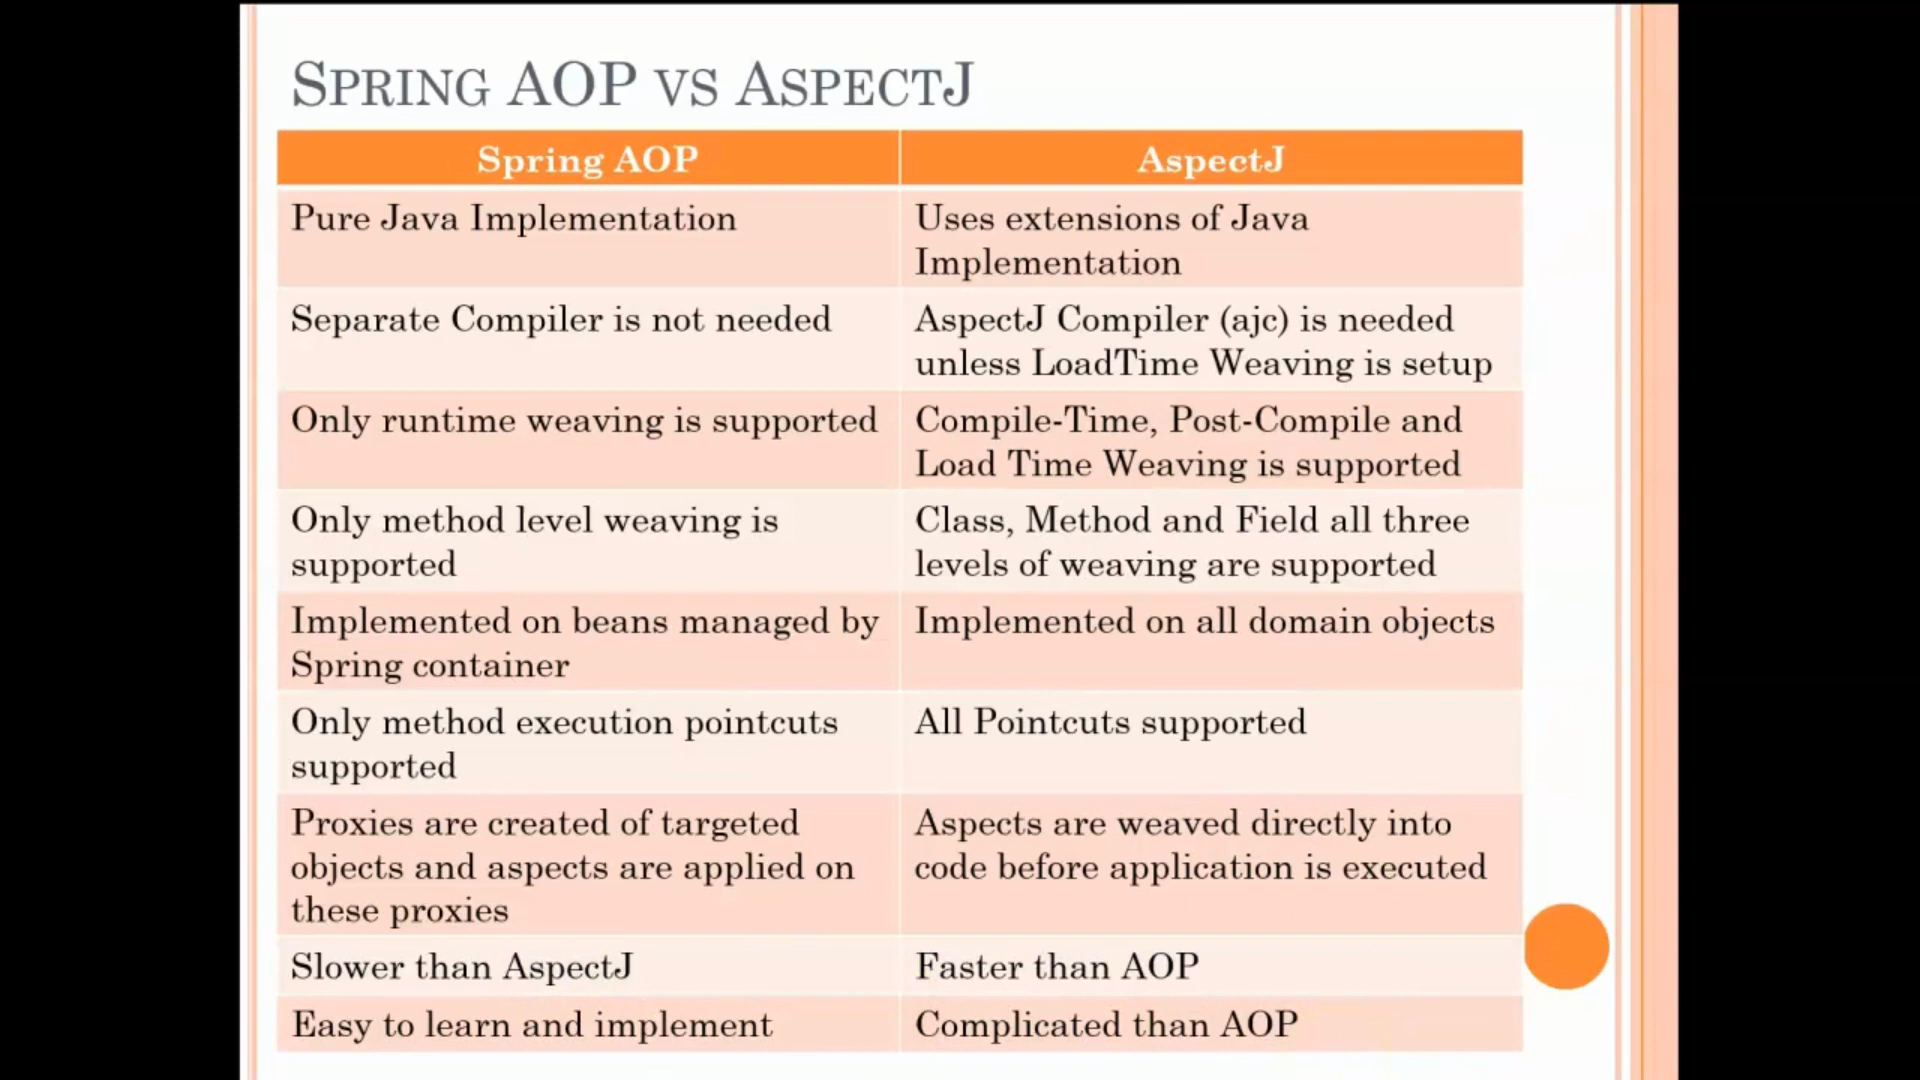 SPRING AOP VS ASPECTJ
Spring AOP
AspectJ
Pure Java Implementation
Uses extensions of Java
Implementation
Separate Compiler is not needed
AspectJ Compiler (ajc) is needed
unless LoadTime Weaving is setup
Only runtime weaving is supported
Compile-Time, Post-Compile and
Load Time Weaving is supported
Only method level weaving is
supported
Class, Method and Field all three
levels of weaving are supported
Implemented on beans managed by
Spring container
Implemented on all domain objects
Only method execution pointcuts
supported
All Pointcuts supported
Proxies are created of targeted
objects and aspects are applied on
these proxies
Aspects are weaved directly into
code before application is executed
Slower than AspectJ
Faster than AOP
Easy to learn and implement
Complicated than AOP